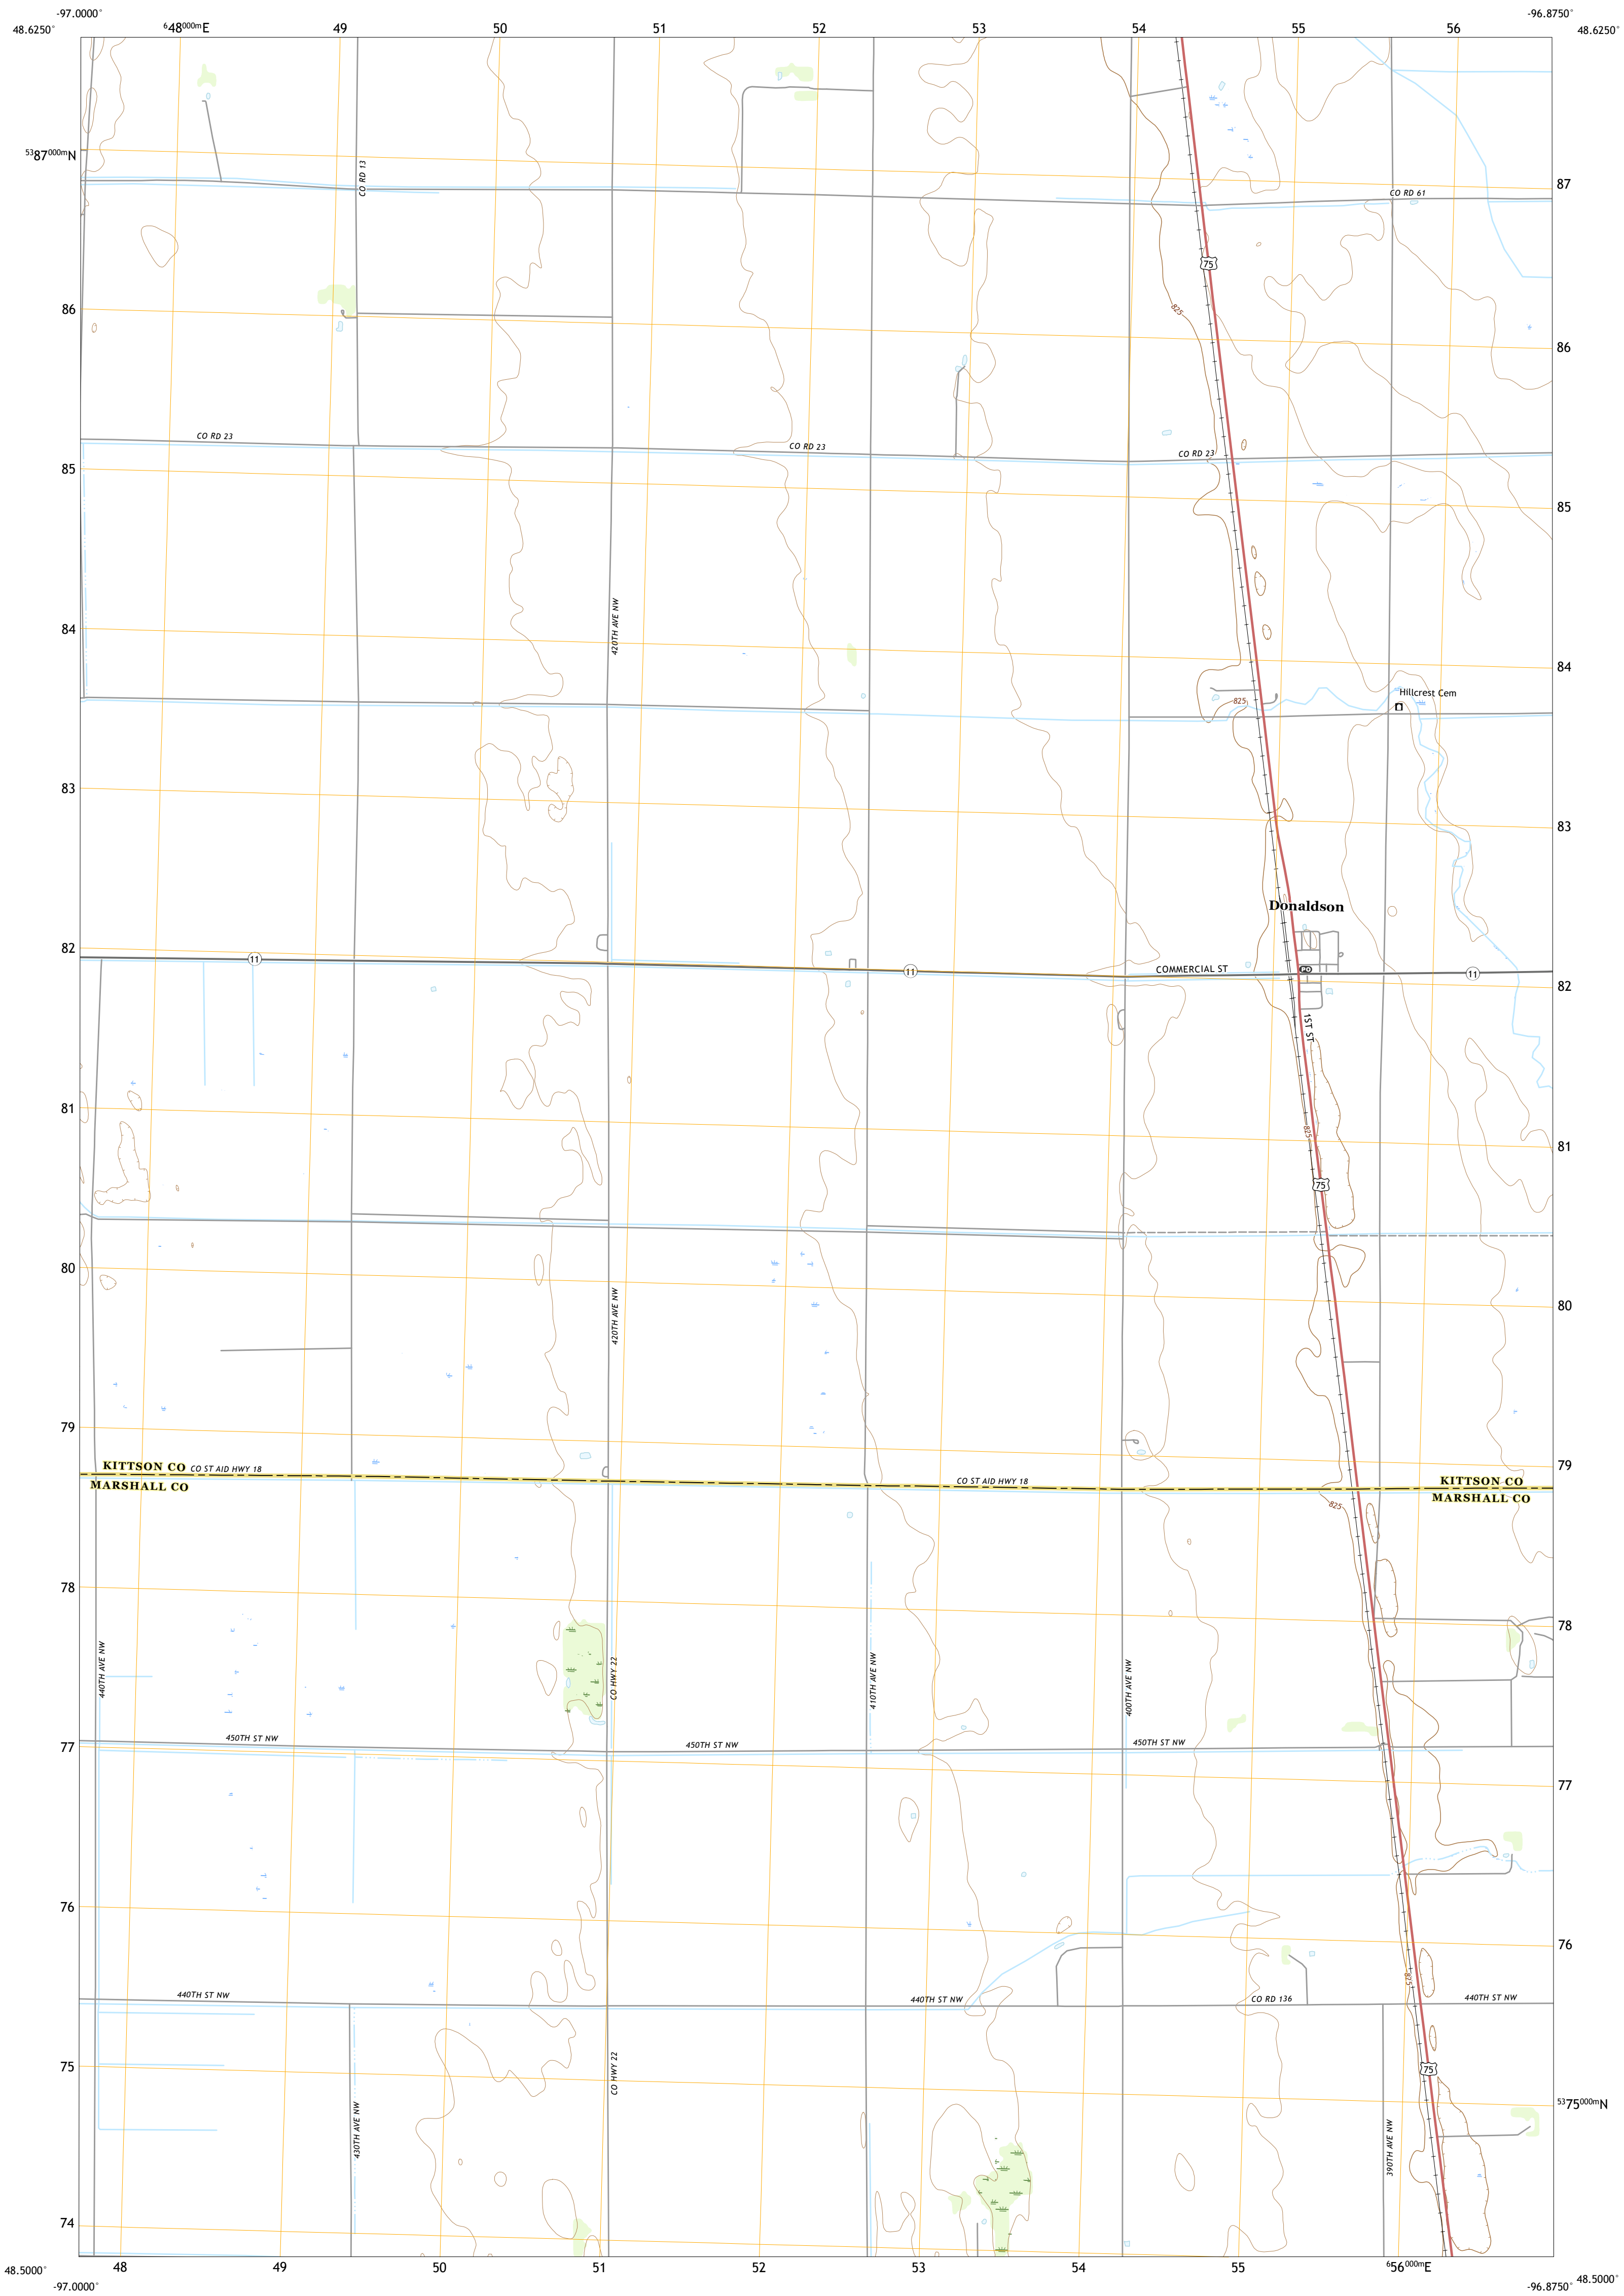 -97.0000°
-96.8750°
48.6250°
⁶48⁰⁰⁰ᵐE
49
50
51
52
53
54
55
56
48.6250°
⁵³87⁰⁰⁰ᵐN
CO RD 13
87
CO RD 61
75
86
825
86
CO RD 23
CO RD 23
CO RD 23
85
85
420TH AVE NW
84
84
Hillcrest Cem
825
83
83
Donaldson
82
11
11
COMMERCIAL ST
PO
11
82
1ST ST
81
825
81
75
80
420TH AVE NW
80
79
79
KITTSON CO
CO ST AID HWY 18
CO ST AID HWY 18
KITTSON CO
MARSHALL CO
MARSHALL CO
825
78
78
440TH AVE NW
CO HWY 22
410TH AVE NW
400TH AVE NW
450TH ST NW
450TH ST NW
450TH ST NW
77
77
76
76
825
440TH ST NW
440TH ST NW
CO RD 136
440TH ST NW
75
CO HWY 22
75
⁵³75⁰⁰⁰ᵐN
430TH AVE NW
390TH AVE NW
74
48.5000°
48
49
50
51
52
53
54
55
⁶56⁰⁰⁰ᵐE
48.5000°
-97.0000°
-96.8750°